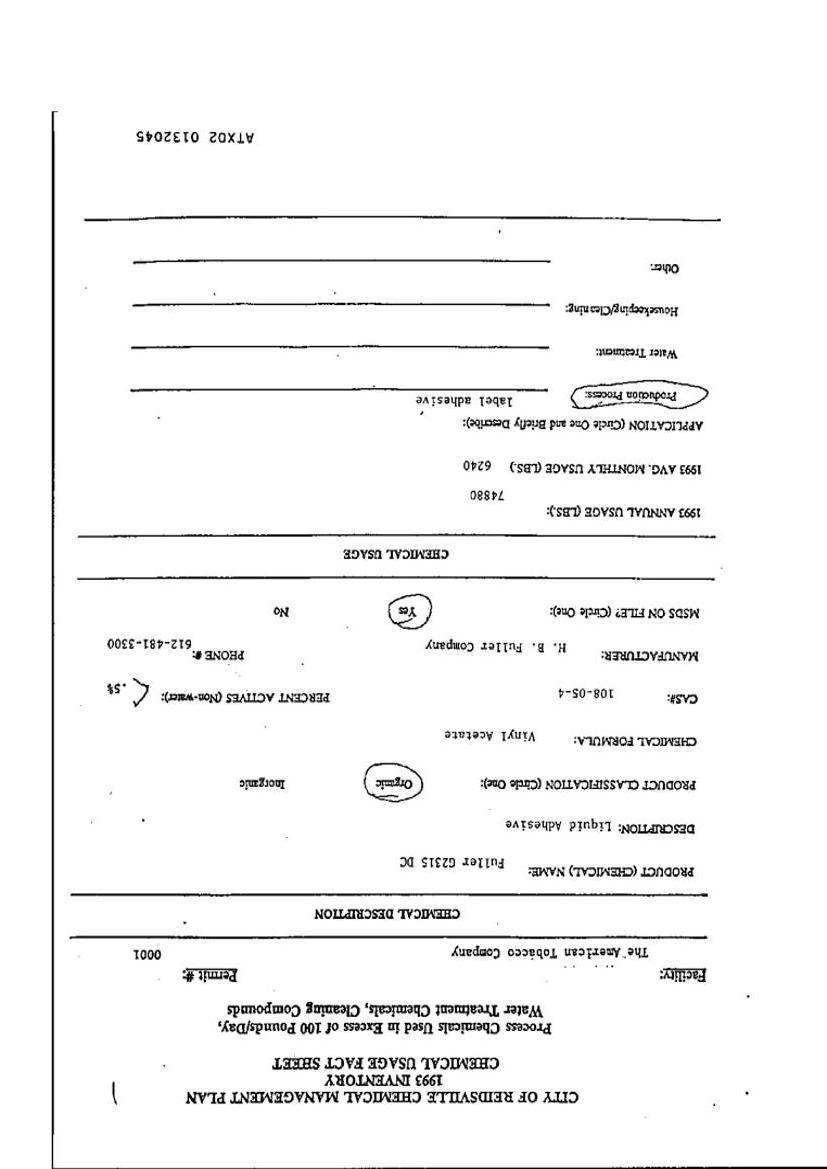 CITY OF REIDSVILLE CHEMICAL MANAGEMENT PLAN
1993 INVENTORY
CHEMICAL USAGE FACT SHEET
Process Chemicals Used in Excess of 100 Pounds/Day,
Water Treatment Chemicals, Cleaning Compounds
Facility: Permit #:
The American Tobacco Company 0001
CHEMICAL DESCRIPTION
PRODUCT (CHEMICAL) NAME: Fuller G2315 DC
DESCRIPTION: Liquid Adhesive
PRODUCT CLASSIFICATION (Circle One): Organic Inorganic
CHEMICAL FORMULA: Vinyl Acetate
CAS#: 108-05-4 PERCENT ACTIVES (Non-water): < .5%
MANUFACTURER: H. B. Fuller Company PHONE #: 612-481-3300
MSDS ON FILE? (Circle One): Yes No
CHEMICAL USAGE
1993 ANNUAL USAGE (LBS.): 74880
1993 AVG. MONTHLY USAGE (LBS.) 6240
APPLICATION (Circle One and Briefly Describe):
Production Process: label adhesive
Water Treatment:
Housekeeping/Cleaning:
Other:
ATX02 0132045